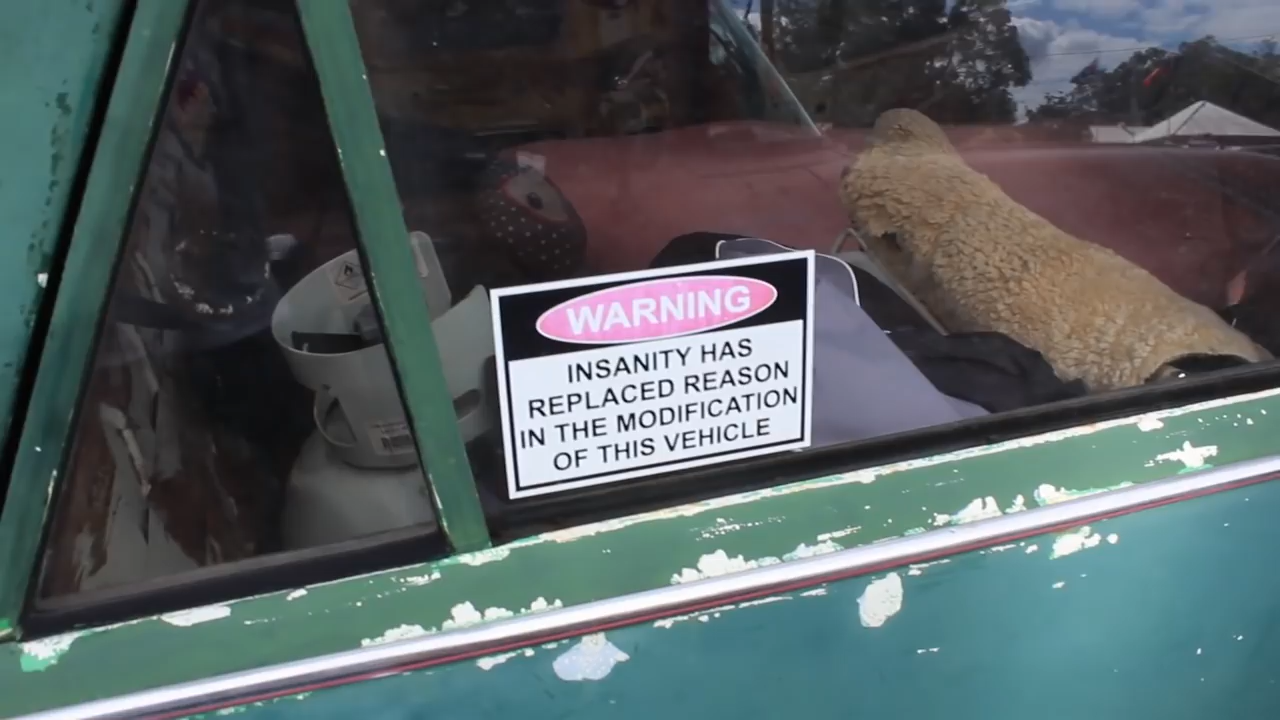 WARNING
INSANITY HAS
REPLACED REASON
IN THE MODIFICATION
OF THIS VEHICLE